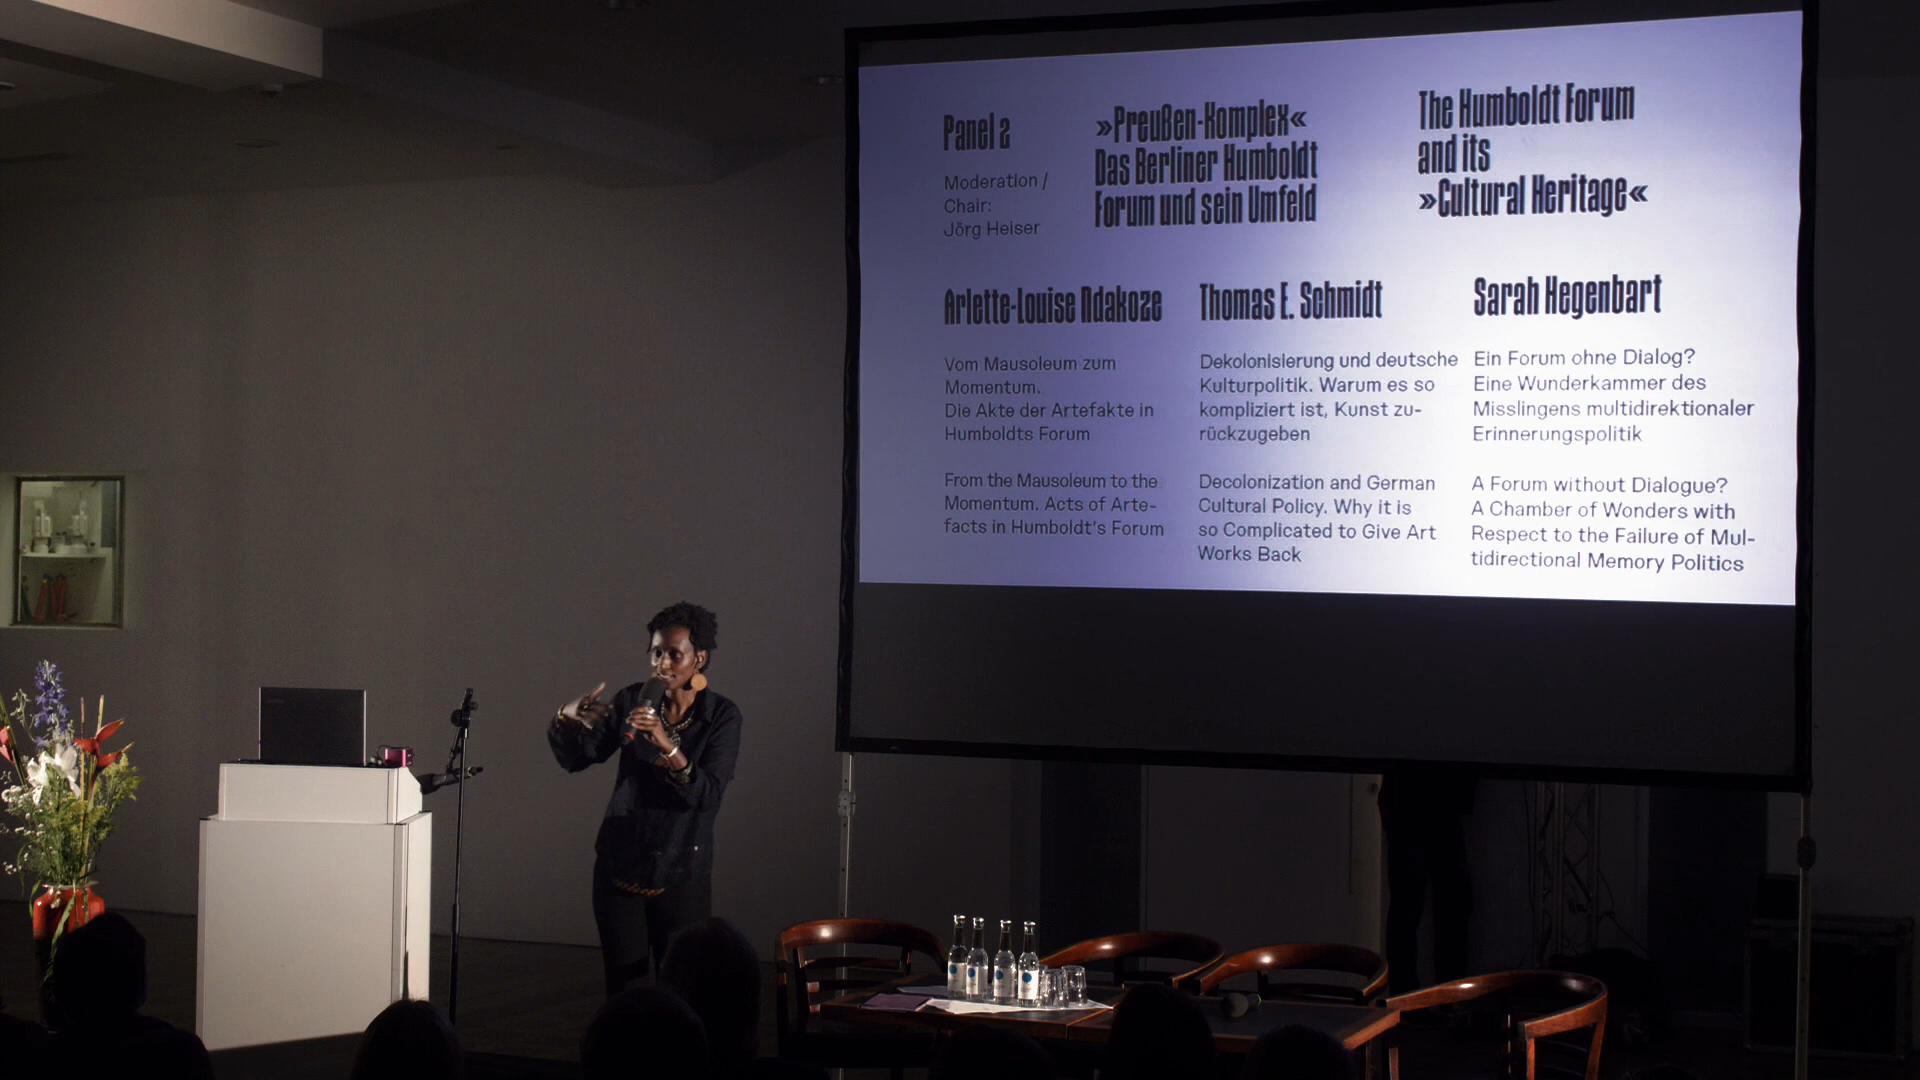 Panel 2
Moderation /
Chair:
Jörg Heiser
»Preußen-Komplex«
Das Berliner Humboldt
Forum und sein Umfeld
The Humboldt Forum
and its
»Cultural Heritage«
Arlette-Louise Ndakoze
Vom Mausoleum zum
Momentum.
Die Akte der Artefakte in
Humboldts Forum
From the Mausoleum to the
Momentum. Acts of Arte-
facts in Humboldt's Forum
Thomas E. Schmidt
Dekolonisierung und deutsche
Kulturpolitik. Warum es so
kompliziert ist, Kunst zu-
rückzugeben
Decolonization and German
Cultural Policy. Why it is
so Complicated to Give Art
Works Back
Sarah Hegenbart
Ein Forum ohne Dialog?
Eine Wunderkammer des
Misslingens multidirektionaler
Erinnerungspolitik
A Forum without Dialogue?
A Chamber of Wonders with
Respect to the Failure of Mul-
tidirectional Memory Politics